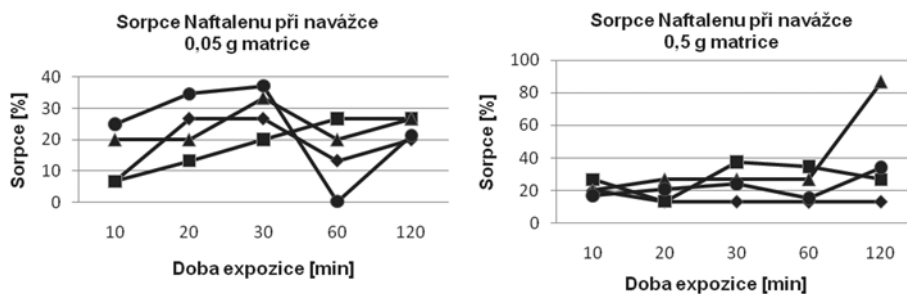 Sorpce Naftalenu při navážce
0,05 g matrice
40
30
20
10
0
Sorpce [%]
10 20 30 60 120
Doba expozice [min]
Sorpce Naftalenu při navážce
0,5 g matrice
100
80
60
40
20
0
Sorpce [%]
10 20 30 60 120
Doba expozice [min]